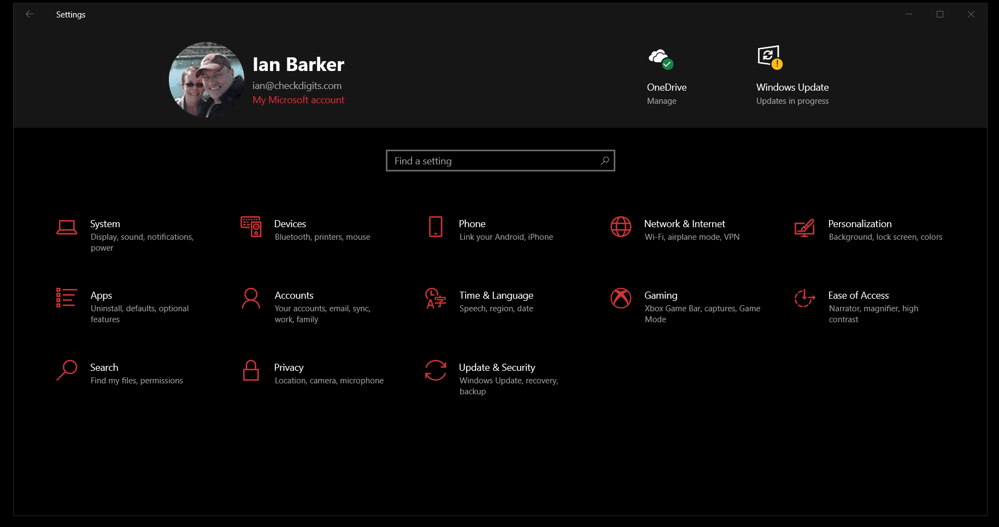 Settings
Ian Barker
ian@checkdigits.com
My Microsoft account
OneDrive
Manage
Windows Update
Updates in progress
Find a setting
System
Display, sound, notifications,
power
Devices
Bluetooth, printers, mouse
Phone
Link your Android, iPhone
Network & Internet
Wi-Fi, airplane mode, VPN
Personalization
Background, lock screen, colors
Apps
Uninstall, defaults, optional
features
Accounts
Your accounts, email, sync,
work, family
Time & Language
Speech, region, date
Gaming
Xbox Game Bar, captures, Game
Mode
Ease of Access
Narrator, magnifier, high
contrast
Search
Find my files, permissions
Privacy
Location, camera, microphone
Update & Security
Windows Update, recovery,
backup